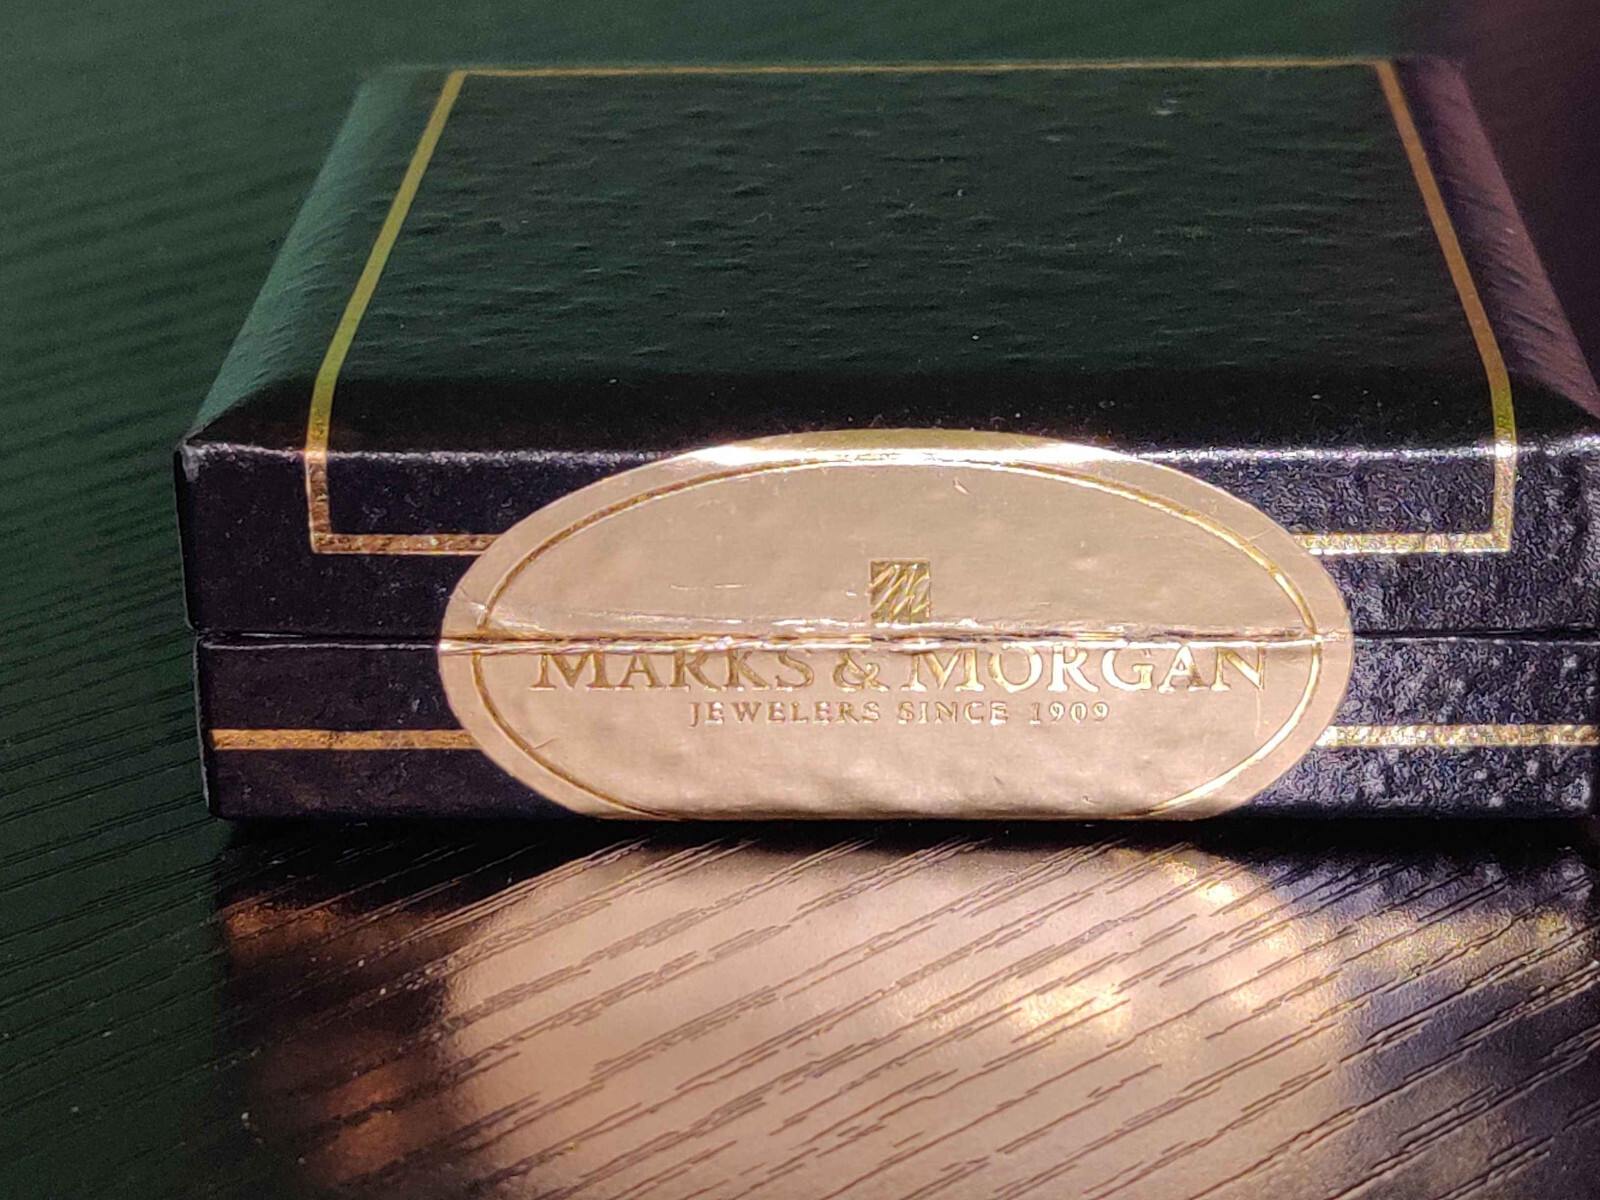 MARKS & MORGAN
JEWELERS SINCE 1909